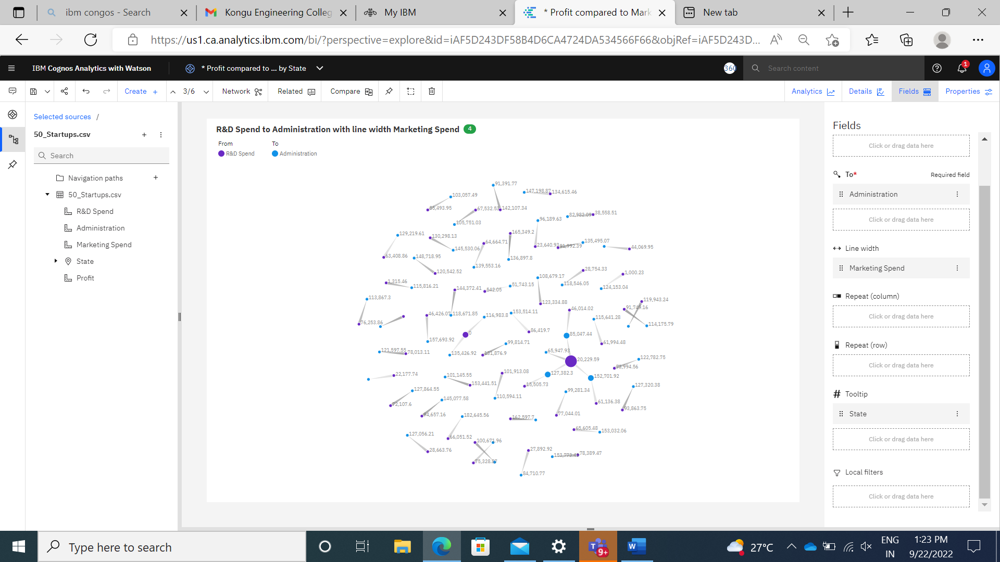 ibm congos - Search
Kongu Engineering Colleg
My IBM
* Profit compared to Mark
New tab
https://us1.ca.analytics.ibm.com/bi/?perspective=explore&id=iAF5D243DF58B4D6CA4724DA534566F66&objRef=iAF5D243D...
IBM Cognos Analytics with Watson
* Profit compared to ... by State
360
Search content
1
Create +
3/6
Network
Related
Compare
Analytics
Details
Fields
Properties
Selected sources /
50_Startups.csv
Search
Navigation paths
50_Startups.csv
R&D Spend
Administration
Marketing Spend
State
Profit
R&D Spend to Administration with line width Marketing Spend 4
From To
R&D Spend Administration
91,391.77
147,198.87 134,615.46
103,057.49
55,493.95 67,532.53 142,107.34
82,982.09 38,558.51
96,189.63
105,751.03
129,219.61 130,298.13 165,349.2
64,664.71 135,495.07
145,530.06 23,640.93 91,992.39 44,069.95
63,408.86 148,718.95 136,897.8
139,553.16
120,542.52 28,754.33 1,000.23
108,679.17
1,315.46 115,816.21 144,372.41 542.05 51,743.15 118,546.05 124,153.04
113,867.3 123,334.88 119,943.24
46,014.02 91,749.16
46,426.07 118,671.85 116,983.8 153,514.11 115,641.28
76,253.86 114,175.79
0 86,419.7 85,047.44
157,693.92 99,814.71 61,994.48
121,597.55 78,013.11 135,426.92 131,876.9 65,947.93 20,229.59 122,782.75
73,994.56
22,177.74 101,145.55 101,913.08 127,382.3 152,701.92
153,441.51 15,505.73 127,320.38
127,864.55 99,281.34
145,077.58 110,594.11
72,107.6 61,136.38
94,657.16 182,645.56 162,597.7 77,044.01 93,863.75
65,605.48 153,032.06
127,056.21 66,051.52 100,671.96
28,663.76 27,892.92
75,328.87 153,773.43 78,389.47
84,710.77
Fields
Click or drag data here
To* Required field
Administration
Click or drag data here
Line width
Marketing Spend
Repeat (column)
Click or drag data here
Repeat (row)
Click or drag data here
Tooltip
State
Click or drag data here
Local filters
Click or drag data here
Type here to search
T 9+
W
27°C
ENG
IN
1:23 PM
9/22/2022